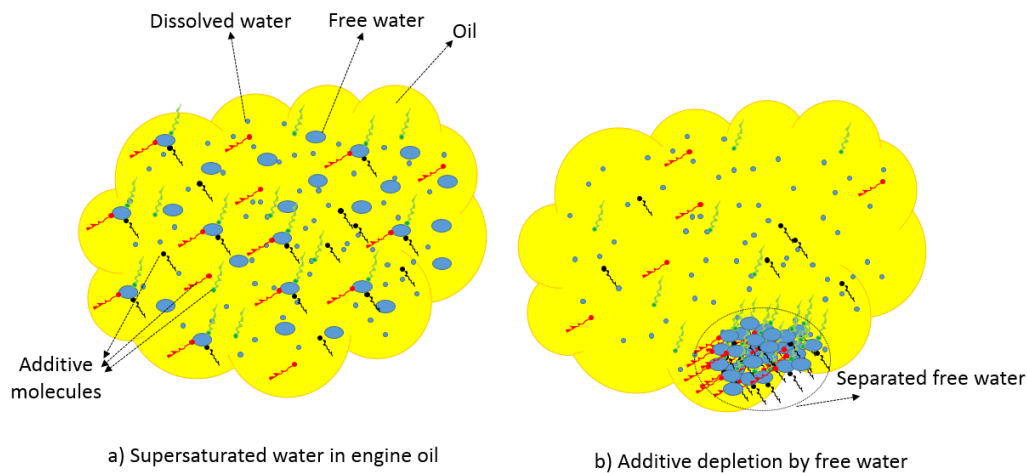 Dissolved water
Free water
Oil
Additive
molecules
Separated free water
a) Supersaturated water in engine oil
b) Additive depletion by free water